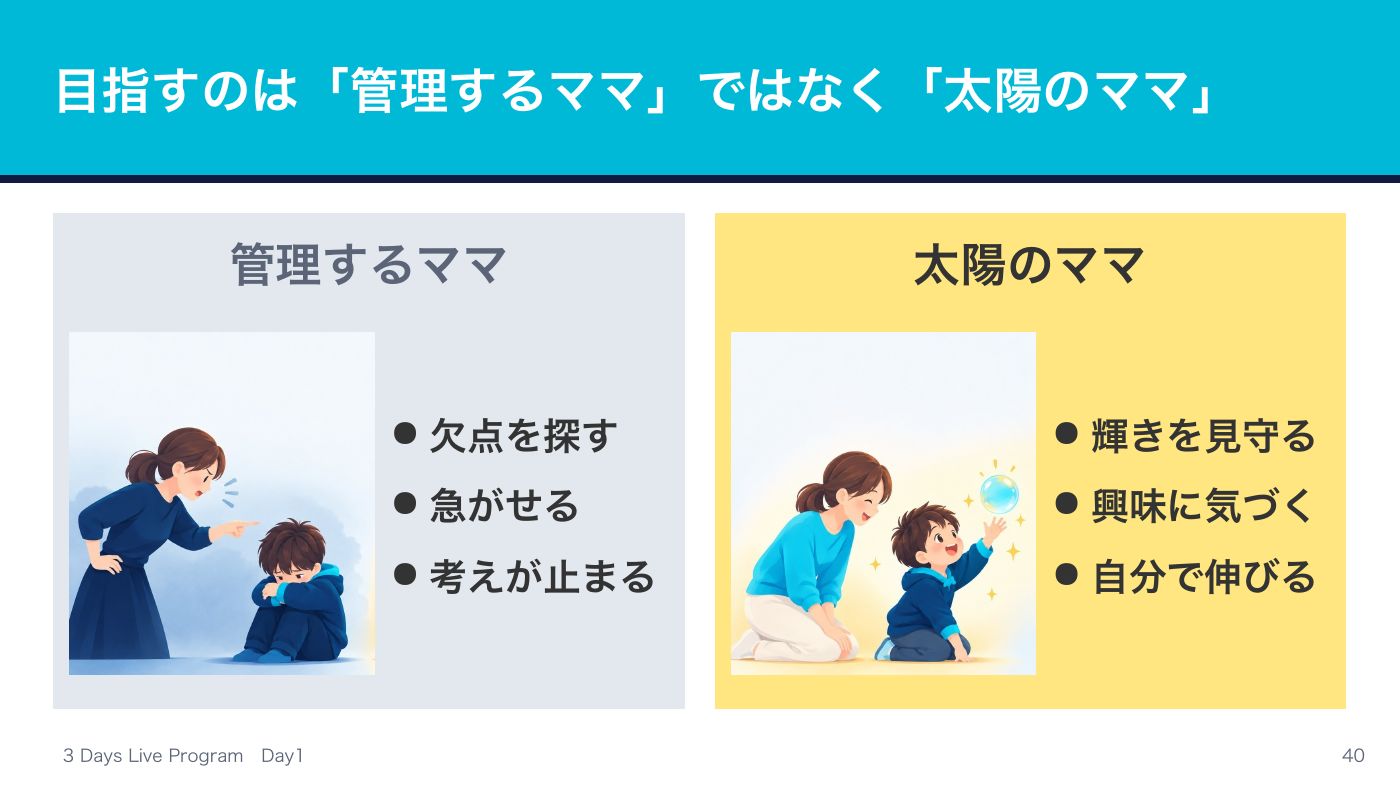 目指すのは「管理するママ」ではなく「太陽のママ」
管理するママ
● 欠点を探す
● 急がせる
● 考えが止まる
太陽のママ
● 輝きを見守る
● 興味に気づく
● 自分で伸びる
3 Days Live Program　Day1
40